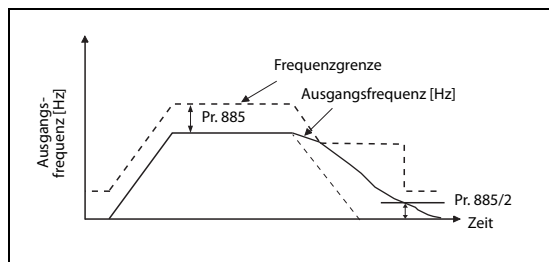 Ausgangs-
frequenz [Hz]
Frequenzgrenze
Ausgangsfrequenz [Hz]
Pr. 885
Pr. 885/2
Zeit